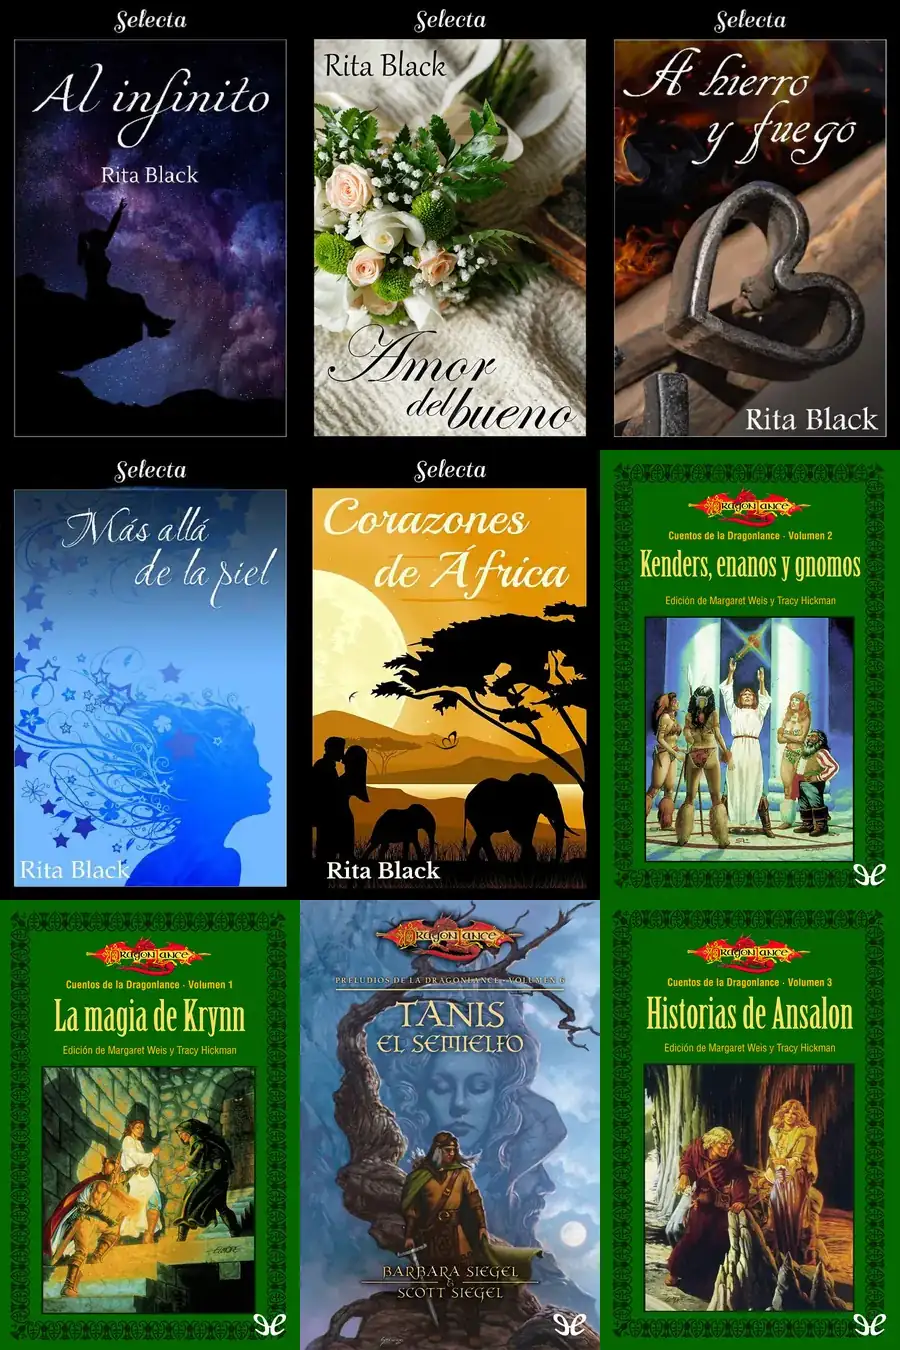 Selecta
Al infinito
Rita Black
Selecta
Rita Black
Amor
del bueno
Selecta
A hierro
y fuego
Rita Black
Selecta
Más allá
de la piel
Rita Black
Selecta
Corazones
de África
Rita Black
DRAGONLANCE
Cuentos de la Dragonlance · Volumen 2
Kenders, enanos y gnomos
Edición de Margaret Weis y Tracy Hickman
DRAGONLANCE
Cuentos de la Dragonlance · Volumen 1
La magia de Krynn
Edición de Margaret Weis y Tracy Hickman
DRAGONLANCE
PRELUDIOS DE LA DRAGONLANCE · VOLUMEN 6
TANIS
EL SEMIELFO
BARBARA SIEGEL
&
SCOTT SIEGEL
DRAGONLANCE
Cuentos de la Dragonlance · Volumen 3
Historias de Ansalon
Edición de Margaret Weis y Tracy Hickman